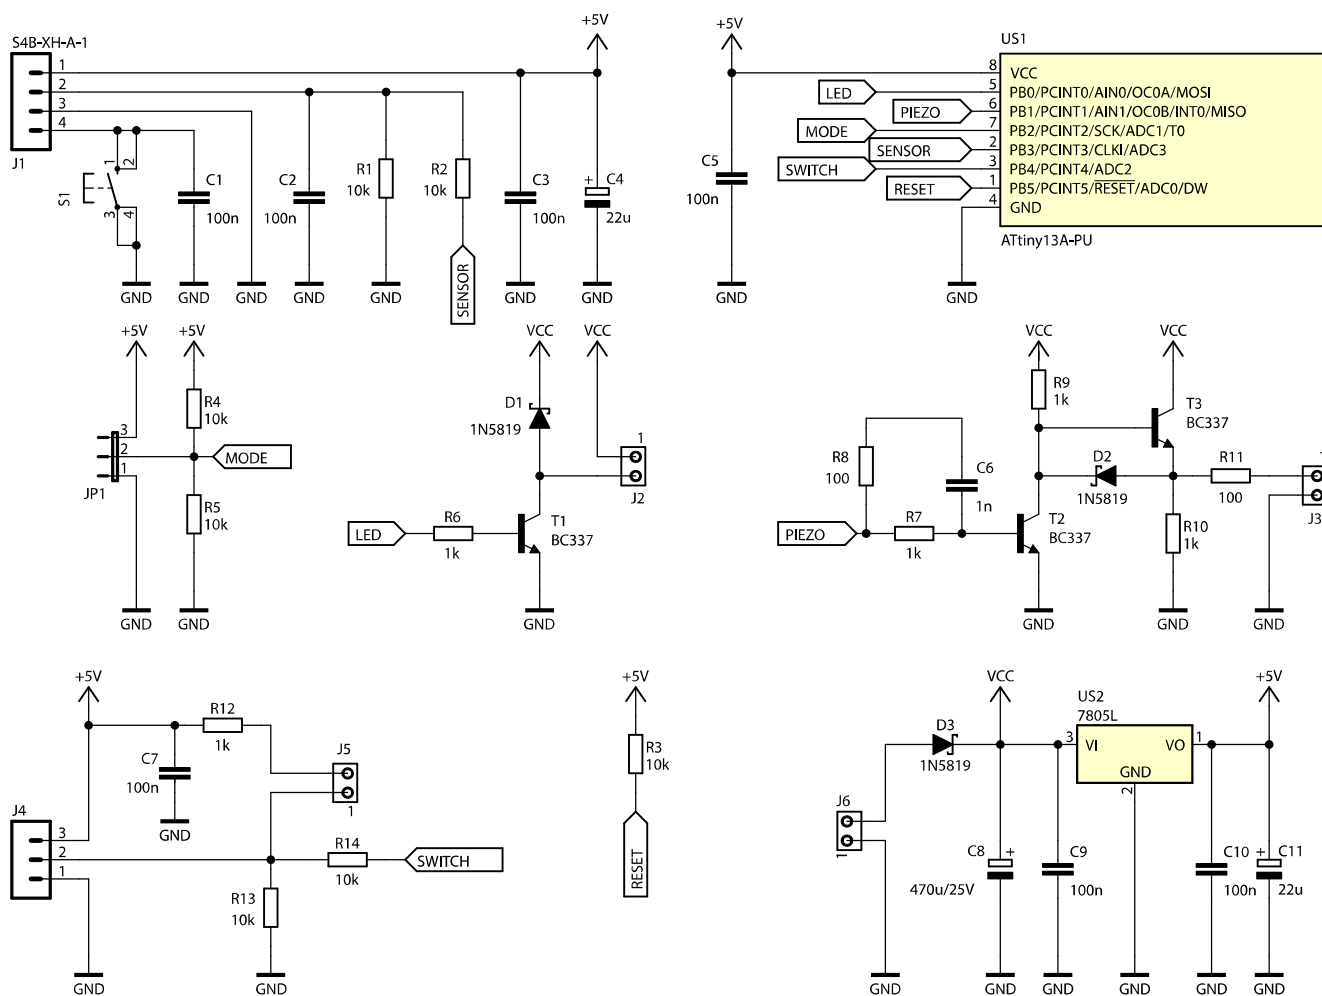 +5V
+5V
S4B-XH-A-1
US1
1
2
3
4
J1
S1
1
2
3
4
C1
100n
C2
100n
R1
10k
R2
10k
C3
100n
+
C4
22u
C5
100n
LED
PIEZO
MODE
SENSOR
SWITCH
RESET
8
5
6
7
2
3
1
4
VCC
PB0/PCINT0/AIN0/OC0A/MOSI
PB1/PCINT1/AIN1/OC0B/INT0/MISO
PB2/PCINT2/SCK/ADC1/T0
PB3/PCINT3/CLKI/ADC3
PB4/PCINT4/ADC2
PB5/PCINT5/RESET/ADC0/DW
GND
ATtiny13A-PU
SENSOR
GND
GND
GND
GND
GND
GND
GND
GND
GND
+5V
+5V
R4
10k
3
2
1
JP1
MODE
R5
10k
GND
GND
VCC
VCC
D1
1N5819
1
J2
LED
R6
1k
T1
BC337
GND
VCC
VCC
R9
1k
T3
BC337
R8
100
C6
1n
D2
1N5819
R11
100
1
J3
PIEZO
R7
1k
T2
BC337
R10
1k
GND
GND
GND
+5V
R12
1k
C7
100n
GND
J5
1
J4
3
2
1
R14
10k
SWITCH
R13
10k
GND
GND
+5V
R3
10k
RESET
VCC
+5V
US2
7805L
D3
1N5819
3
VI
VO
1
GND
2
J6
1
C8
+
470u/25V
C9
100n
C10
100n
+
C11
22u
GND
GND
GND
GND
GND
GND